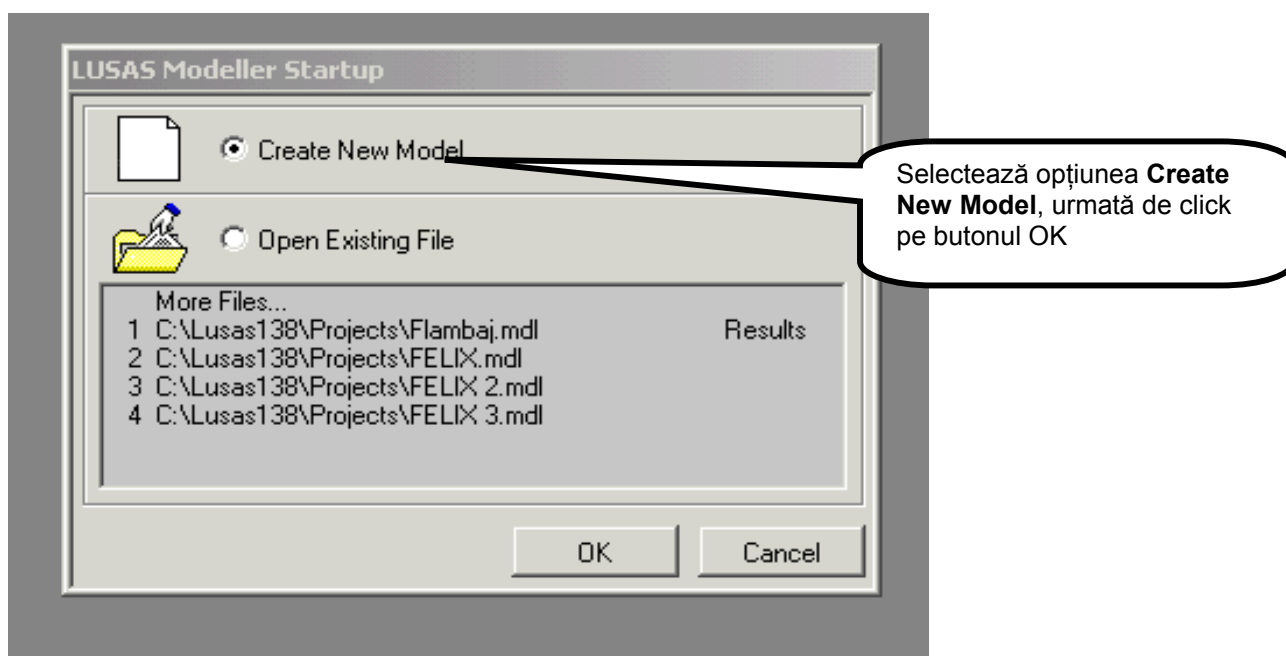 LUSAS Modeller Startup
Create New Model
Selectează opțiunea Create
New Model, urmată de click
pe butonul OK
Open Existing File
More Files...
1 C:\Lusas138\Projects\Flambaj.mdl Results
2 C:\Lusas138\Projects\FELIX.mdl
3 C:\Lusas138\Projects\FELIX 2.mdl
4 C:\Lusas138\Projects\FELIX 3.mdl
OK Cancel